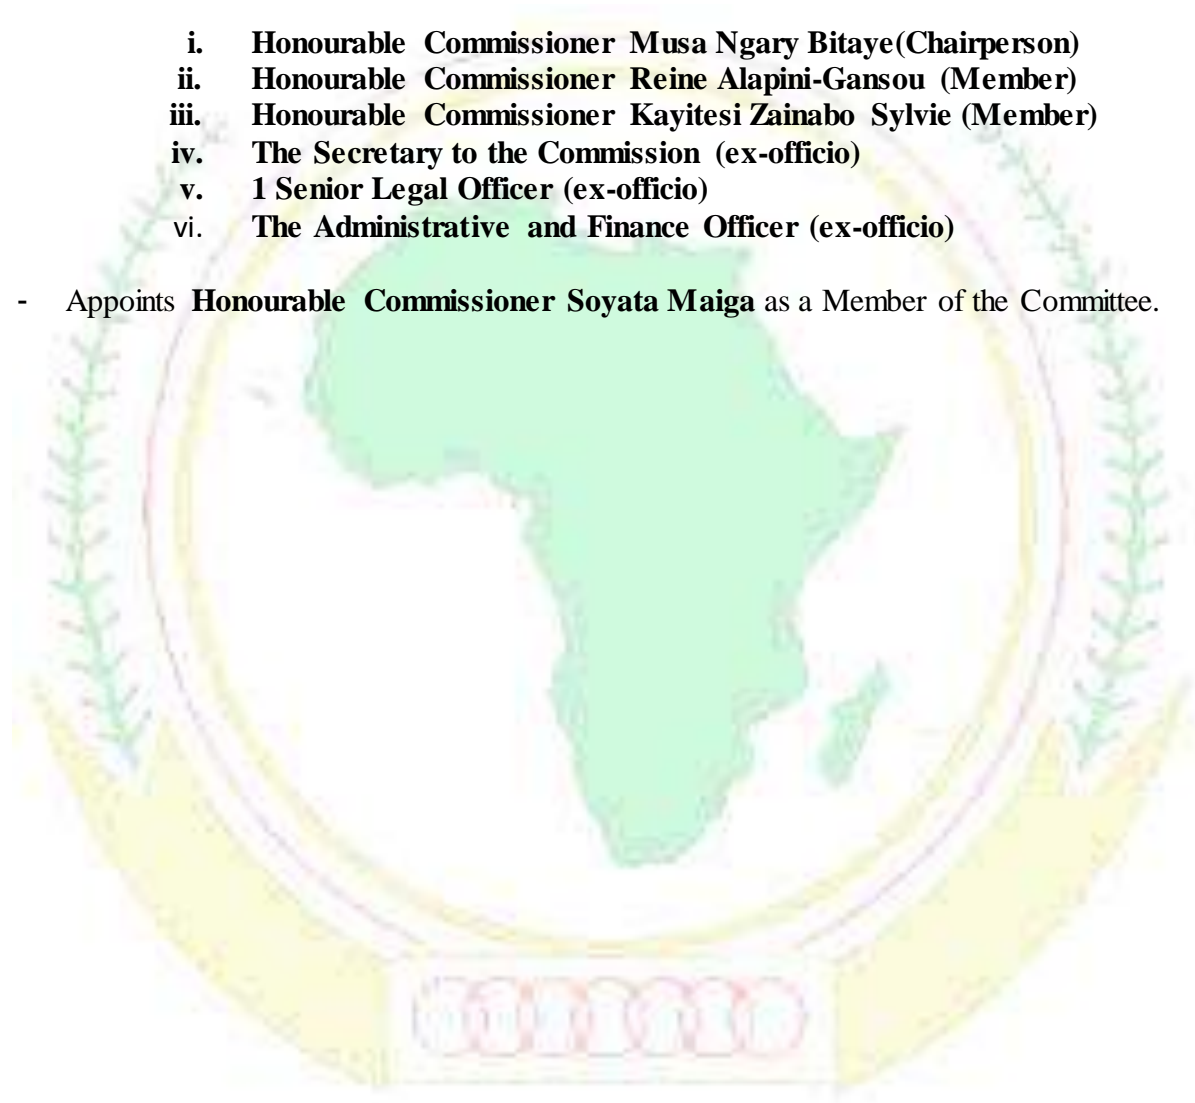 i. Honourable Commissioner Musa Ngary Bitaye(Chairperson)
ii. Honourable Commissioner Reine Alapini-Gansou (Member)
iii. Honourable Commissioner Kayitesi Zainabo Sylvie (Member)
iv. The Secretary to the Commission (ex-officio)
v. 1 Senior Legal Officer (ex-officio)
vi. The Administrative and Finance Officer (ex-officio)
- Appoints Honourable Commissioner Soyata Maiga as a Member of the Committee.